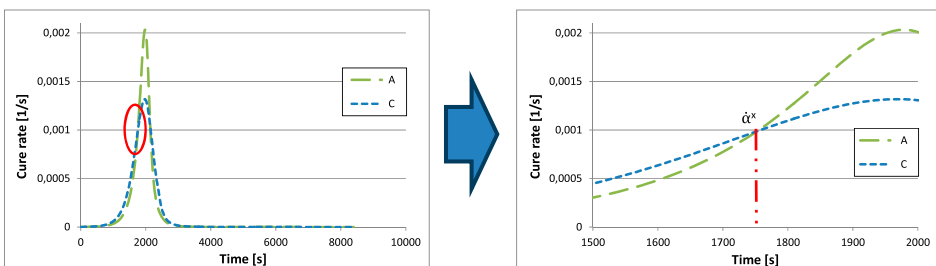 0,002
0,0015
0,001
0,0005
0
Cure rate [1/s]
A
C
0 2000 4000 6000 8000 10000
Time [s]
0,002
0,0015
0,001
0,0005
0
Cure rate [1/s]
α̇ˣ
A
C
1500 1600 1700 1800 1900 2000
Time [s]